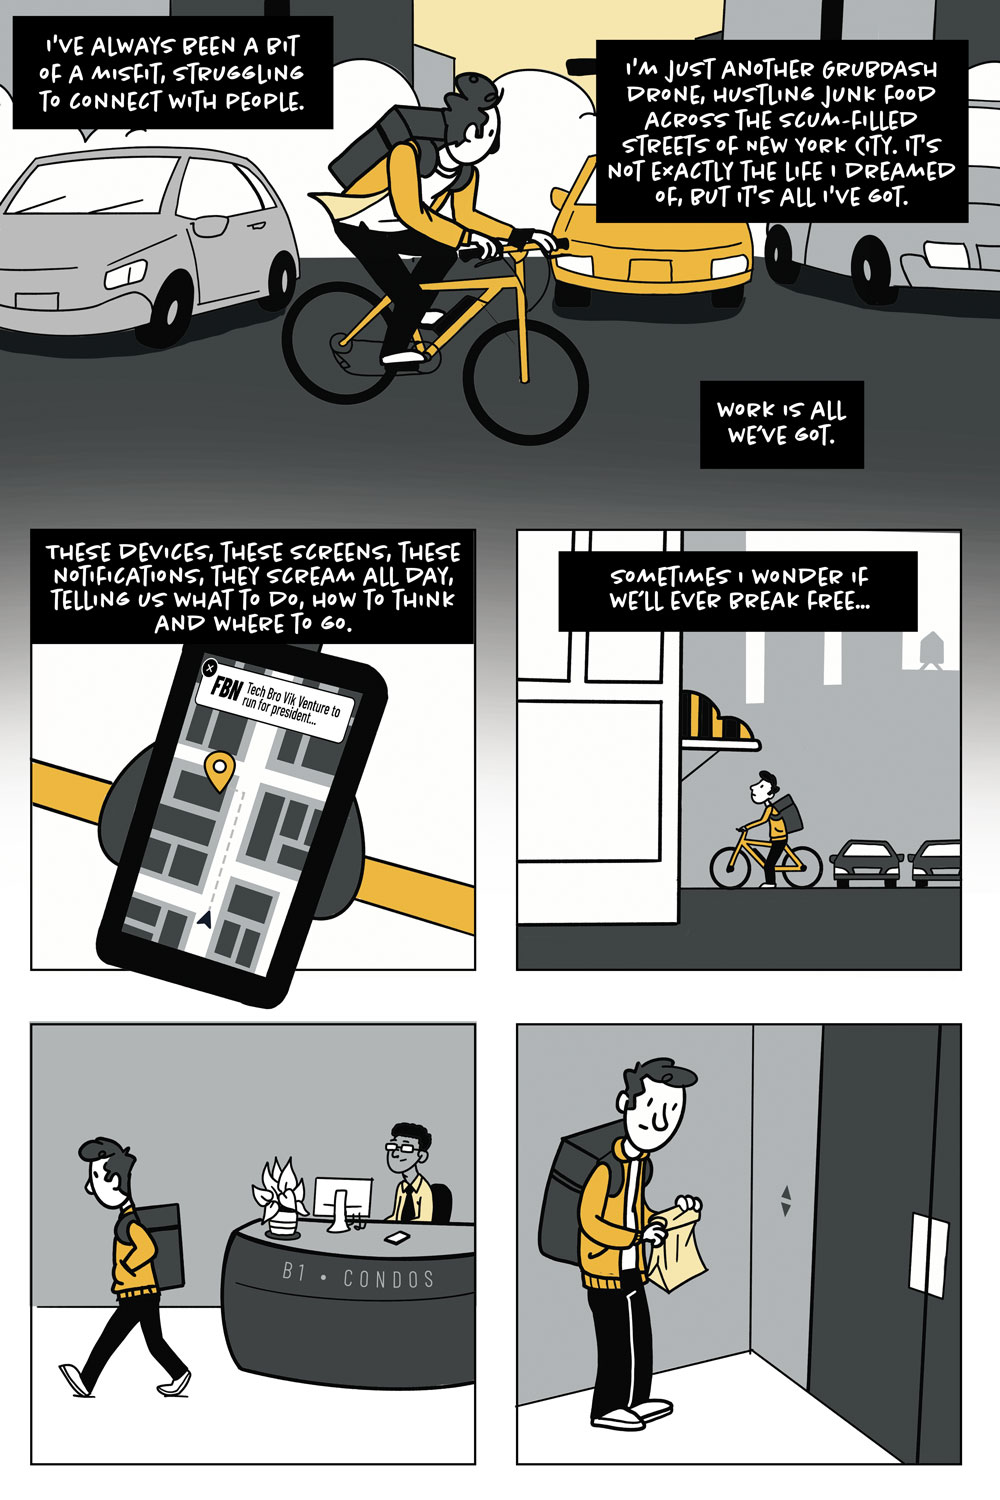 I'VE ALWAYS BEEN A BIT
OF A MISFIT, STRUGGLING
TO CONNECT WITH PEOPLE.
I'M JUST ANOTHER GRUBDASH
DRONE, HUSTLING JUNK FOOD
ACROSS THE SCUM-FILLED
STREETS OF NEW YORK CITY. IT'S
NOT EXACTLY THE LIFE I DREAMED
OF, BUT IT'S ALL I'VE GOT.
WORK IS ALL
WE'VE GOT.
THESE DEVICES, THESE SCREENS, THESE
NOTIFICATIONS, THEY SCREAM ALL DAY,
TELLING US WHAT TO DO, HOW TO THINK
AND WHERE TO GO.
FBN Tech Bro Vik Venture to
run for president...
SOMETIMES I WONDER IF
WE'LL EVER BREAK FREE...
B1 • CONDOS